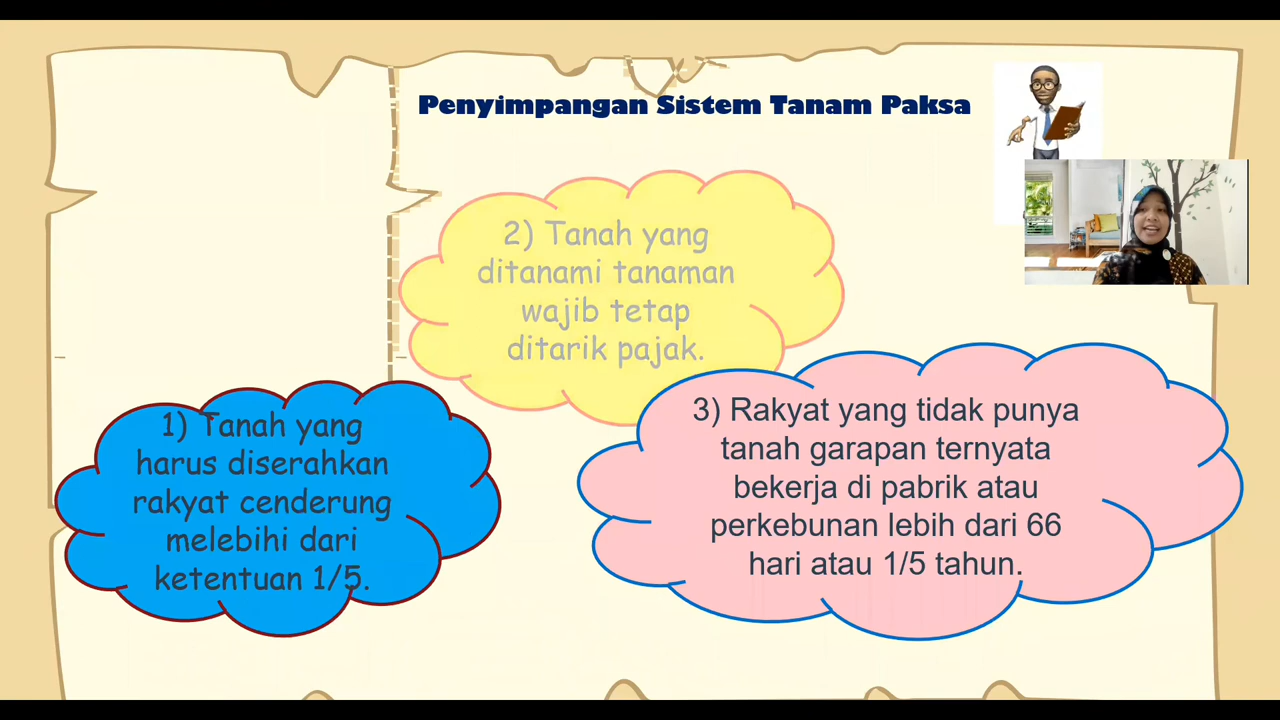 Penyimpangan Sistem Tanam Paksa
1) Tanah yang
harus diserahkan
rakyat cenderung
melebihi dari
ketentuan 1/5.
2) Tanah yang
ditanami tanaman
wajib tetap
ditarik pajak.
3) Rakyat yang tidak punya
tanah garapan ternyata
bekerja di pabrik atau
perkebunan lebih dari 66
hari atau 1/5 tahun.